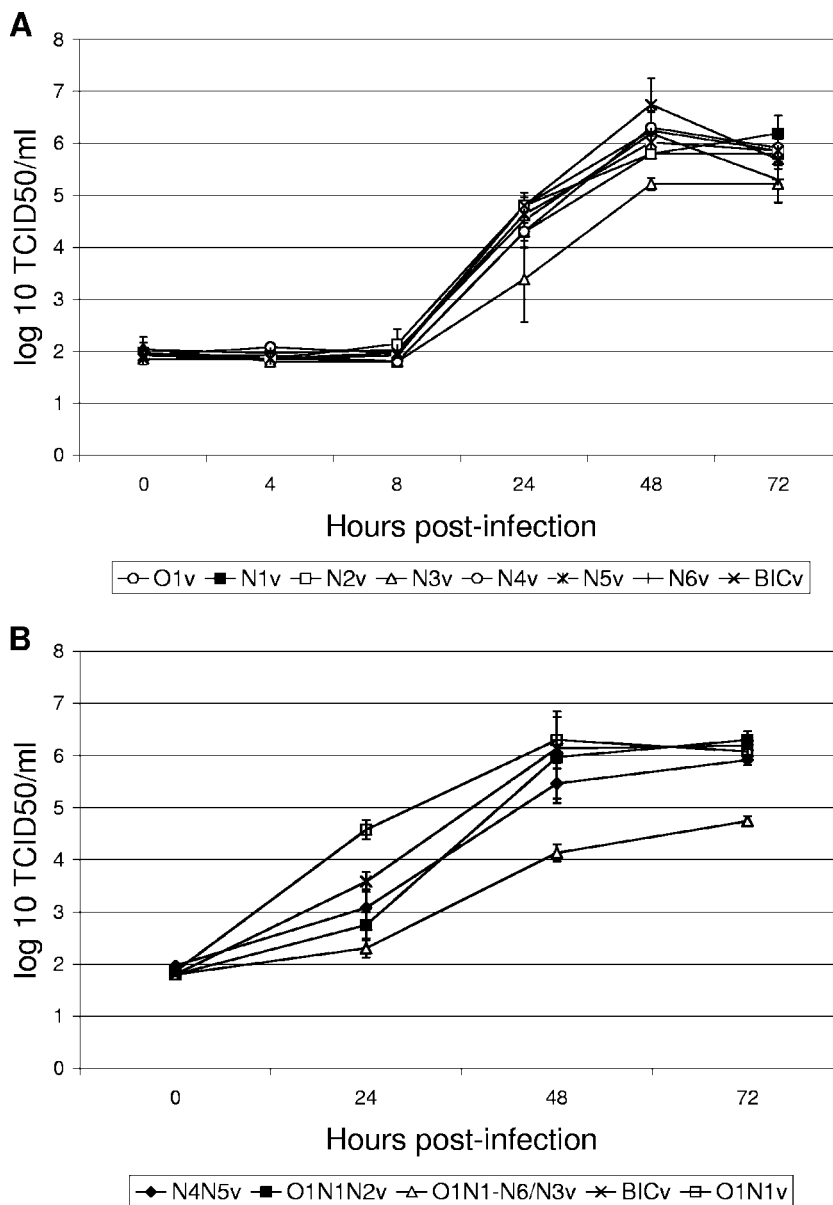 A
8
7
6
5
4
3
2
1
0
log 10 TCID50/ml
0 4 8 24 48 72
Hours post-infection
O1v N1v N2v N3v N4v N5v N6v BICv
B
8
7
6
5
4
3
2
1
0
log 10 TCID50/ml
0 24 48 72
Hours post-infection
N4N5v O1N1N2v O1N1-N6/N3v BICv O1N1v